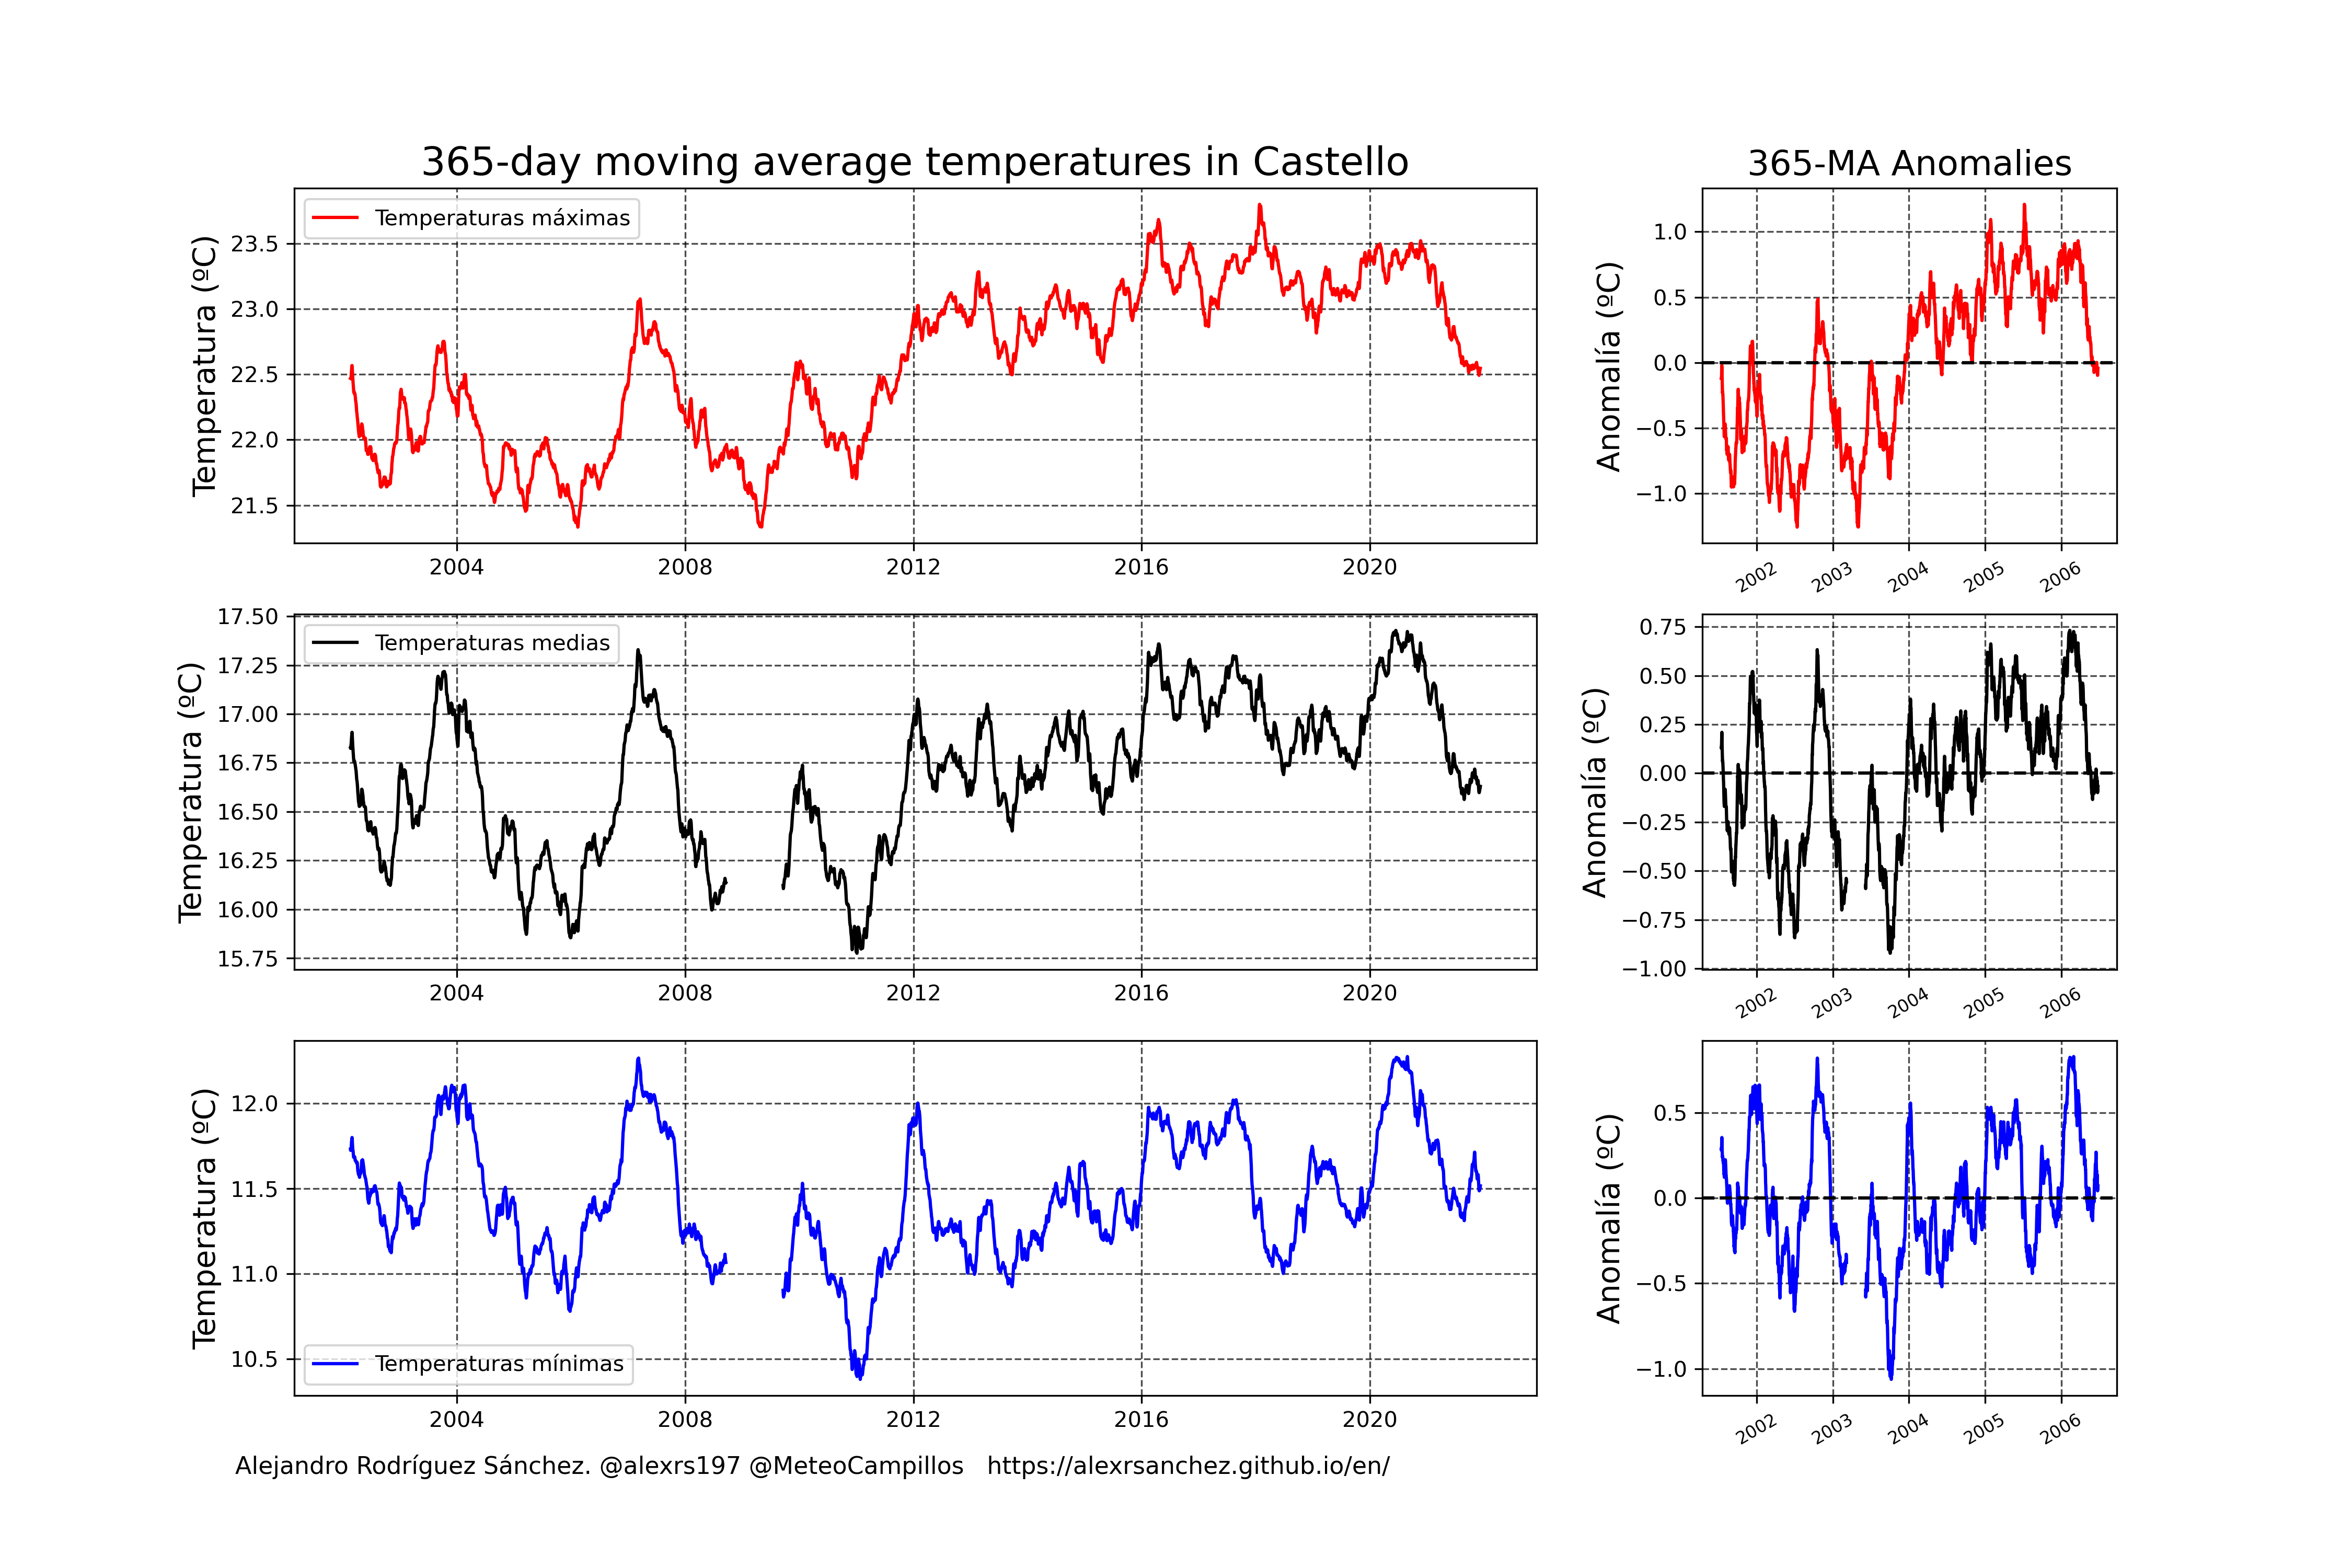 365-day moving average temperatures in Castello
365-MA Anomalies
Temperatura (ºC)
23.5
23.0
22.5
22.0
21.5
Temperaturas máximas
2004 2008 2012 2016 2020
Anomalía (ºC)
1.0
0.5
0.0
−0.5
−1.0
2002 2003 2004 2005 2006
Temperatura (ºC)
17.50
17.25
17.00
16.75
16.50
16.25
16.00
15.75
Temperaturas medias
2004 2008 2012 2016 2020
Anomalía (ºC)
0.75
0.50
0.25
0.00
−0.25
−0.50
−0.75
−1.00
2002 2003 2004 2005 2006
Temperatura (ºC)
12.0
11.5
11.0
10.5
Temperaturas mínimas
2004 2008 2012 2016 2020
Anomalía (ºC)
0.5
0.0
−0.5
−1.0
2002 2003 2004 2005 2006
Alejandro Rodríguez Sánchez. @alexrs197 @MeteoCampillos https://alexrsanchez.github.io/en/